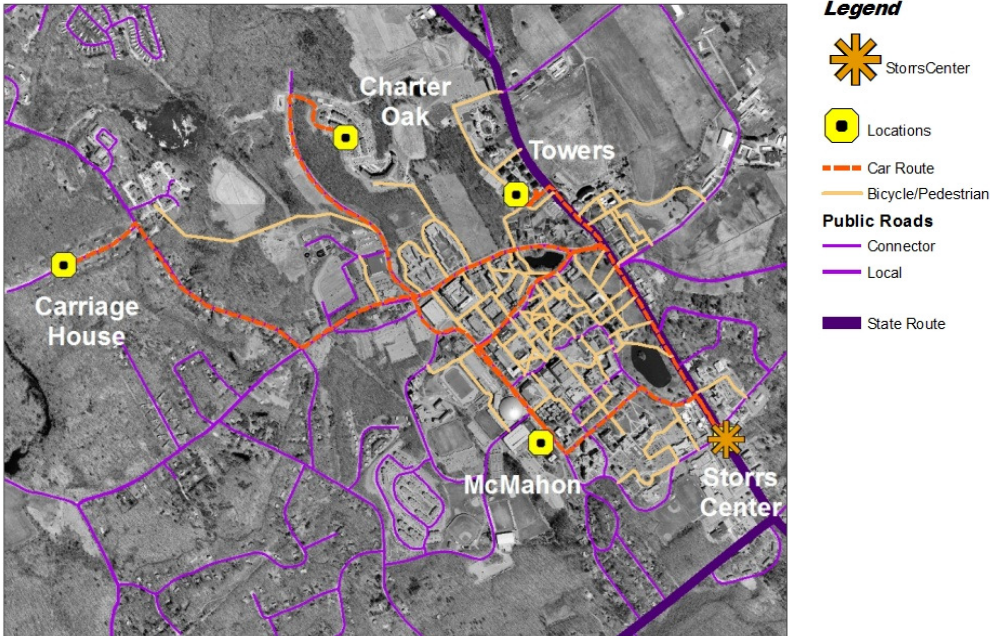 Charter
Oak
Towers
Carriage
House
McMahon
Storrs
Center
Legend
StorrsCenter
Locations
Car Route
Bicycle/Pedestrian
Public Roads
Connector
Local
State Route